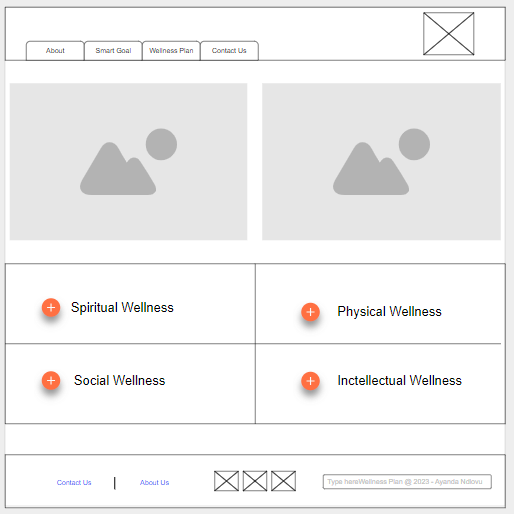 About
Smart Goal
Wellness Plan
Contact Us
Spiritual Wellness
Physical Wellness
Social Wellness
Inctellectual Wellness
Contact Us
About Us
Type hereWellness Plan @ 2023 - Ayanda Ndlovu